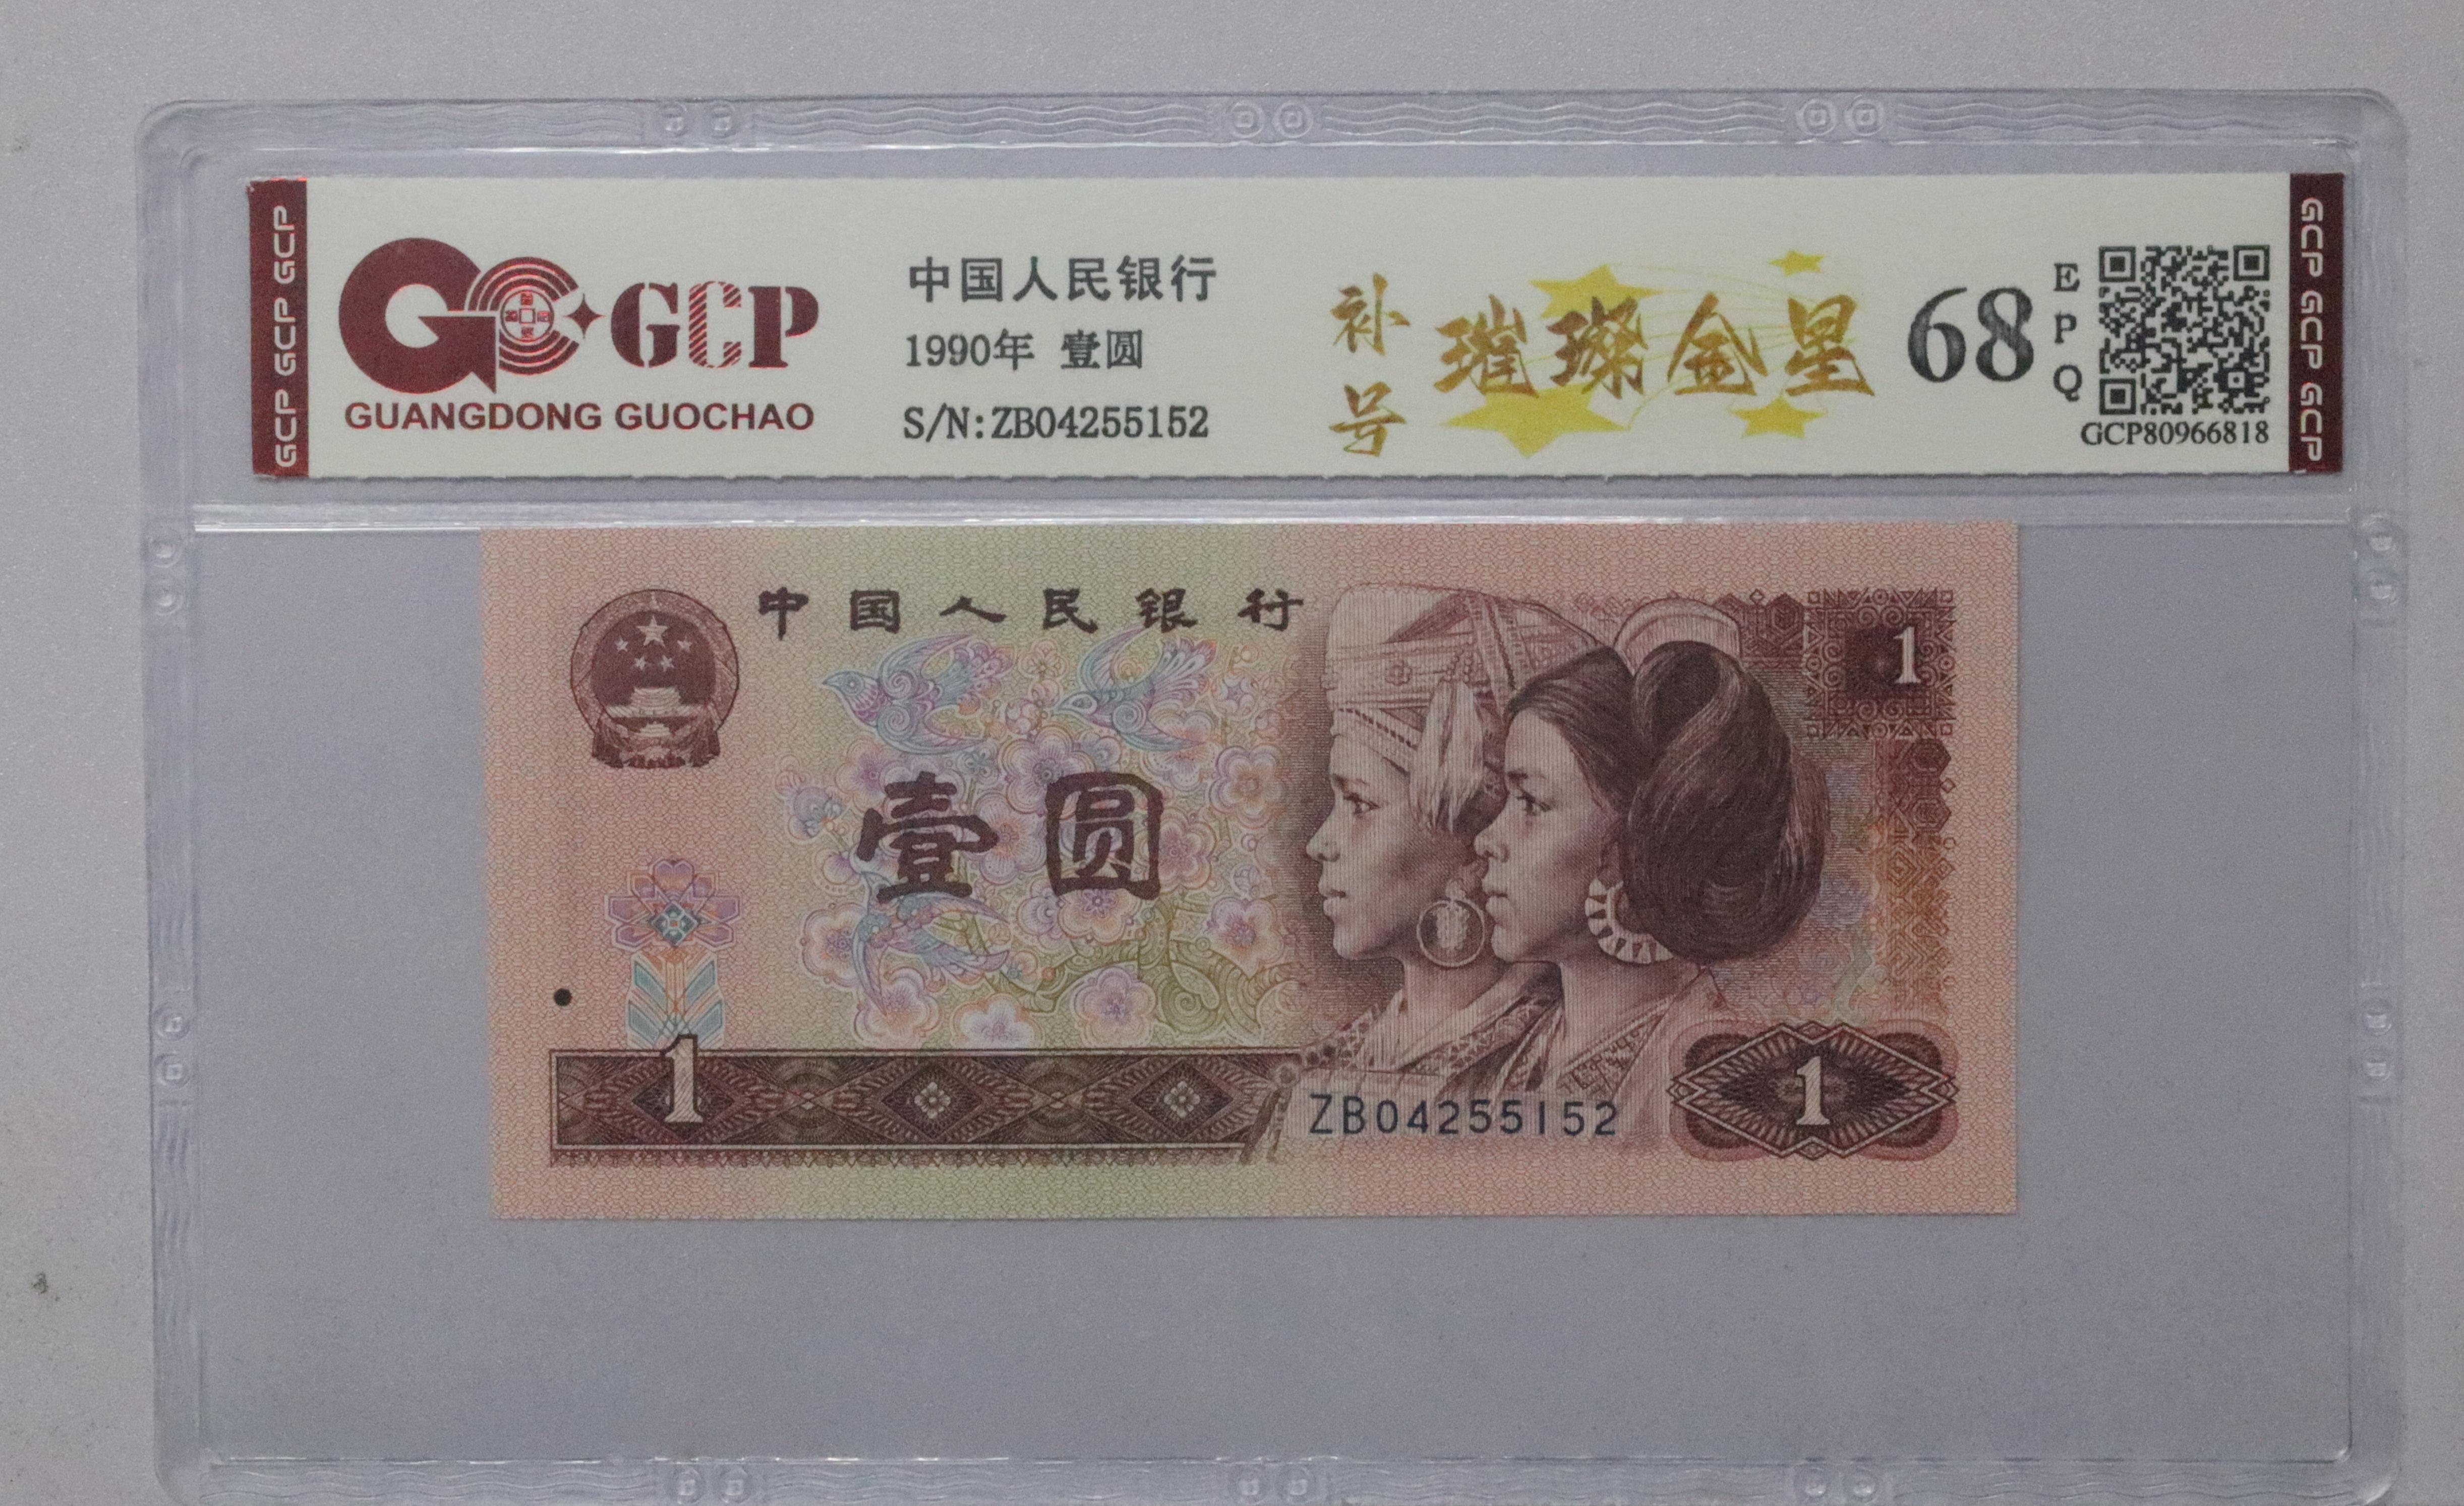 GCP GCP GCP
GCP
GUANGDONG GUOCHAO
中国人民银行
1990年 壹圆
S/N:ZB04255152
补号
璀璨金星
68
EPQ
GCP80966818
GCP GCP GCP
中国人民银行
1
壹圆
1
ZB04255152
1